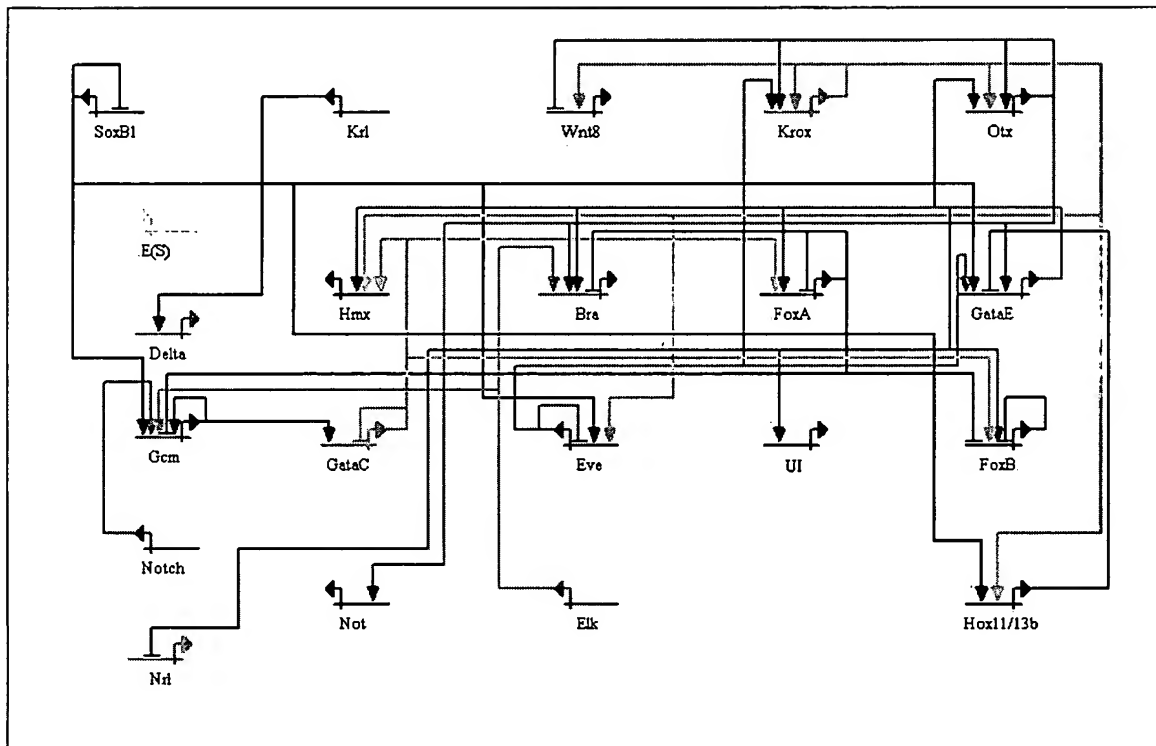 SoxB1
Krl
Wnt8
Krox
Otx
E(S)
Hmx
Bra
FoxA
GataE
Delta
Gcm
GataC
Eve
UI
FoxB
Notch
Not
Elk
Hox11/13b
Nrl